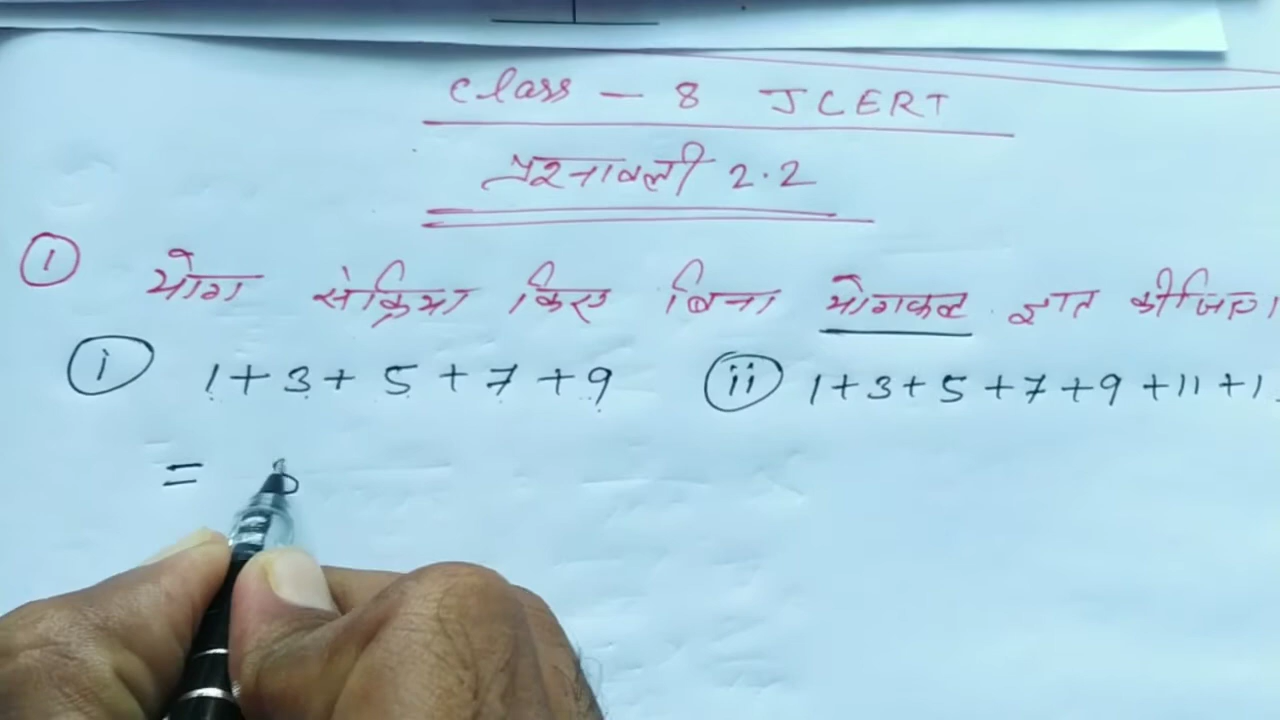 Class - 8 JCERT
प्रश्नावली 2.2
① योग संक्रिया किए बिना योगफल ज्ञात कीजिए।
ⓘ 1 + 3 + 5 + 7 + 9 ⓘⓘ 1 + 3 + 5 + 7 + 9 + 11 + 1
=